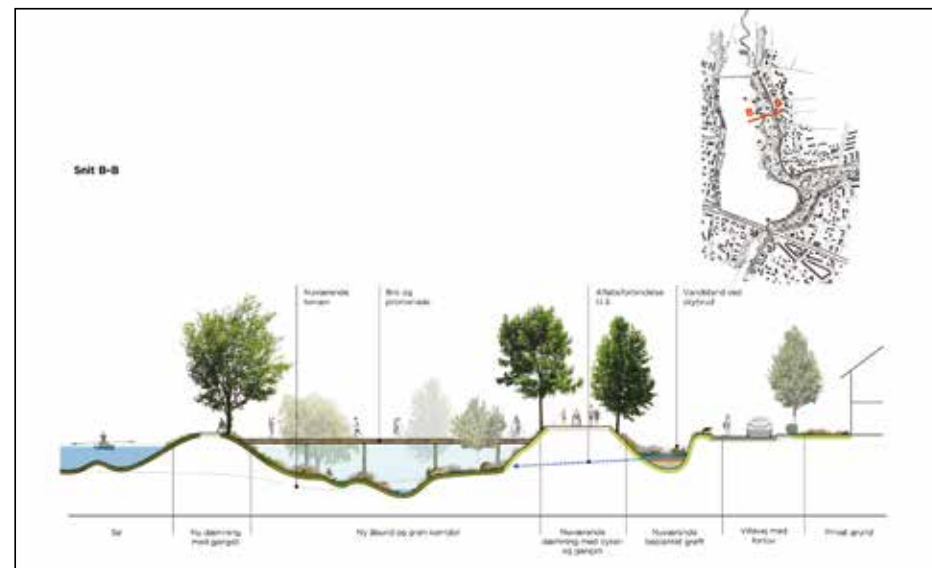 Snit B-B
Nuværende
terræn
Bro og
promenade
Afløbsforbindelse
til å
Vandstand ved
skybrud
Sø
Ny dæmning
med gangsti
Ny åbund og grøn korridor
Nuværende
dæmning med cykel-
og gangsti
Nuværende
beplantet grøft
Villavej med
fortov
Privat grund